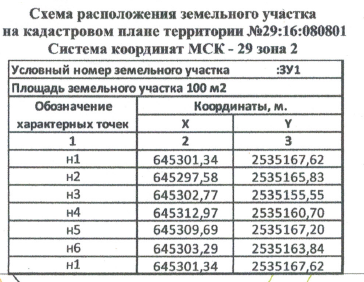 Схема расположения земельного участка
на кадастровом плане территории №29:16:080801
Система координат МСК - 29 зона 2
Условный номер земельного участка :ЗУ1
Площадь земельного участка 100 м2
Обозначение характерных точек Координаты, м.
X Y
1 2 3
н1 645301,34 2535167,62
н2 645297,58 2535165,83
н3 645302,77 2535155,55
н4 645312,97 2535160,70
н5 645309,69 2535167,20
н6 645303,29 2535163,84
н1 645301,34 2535167,62